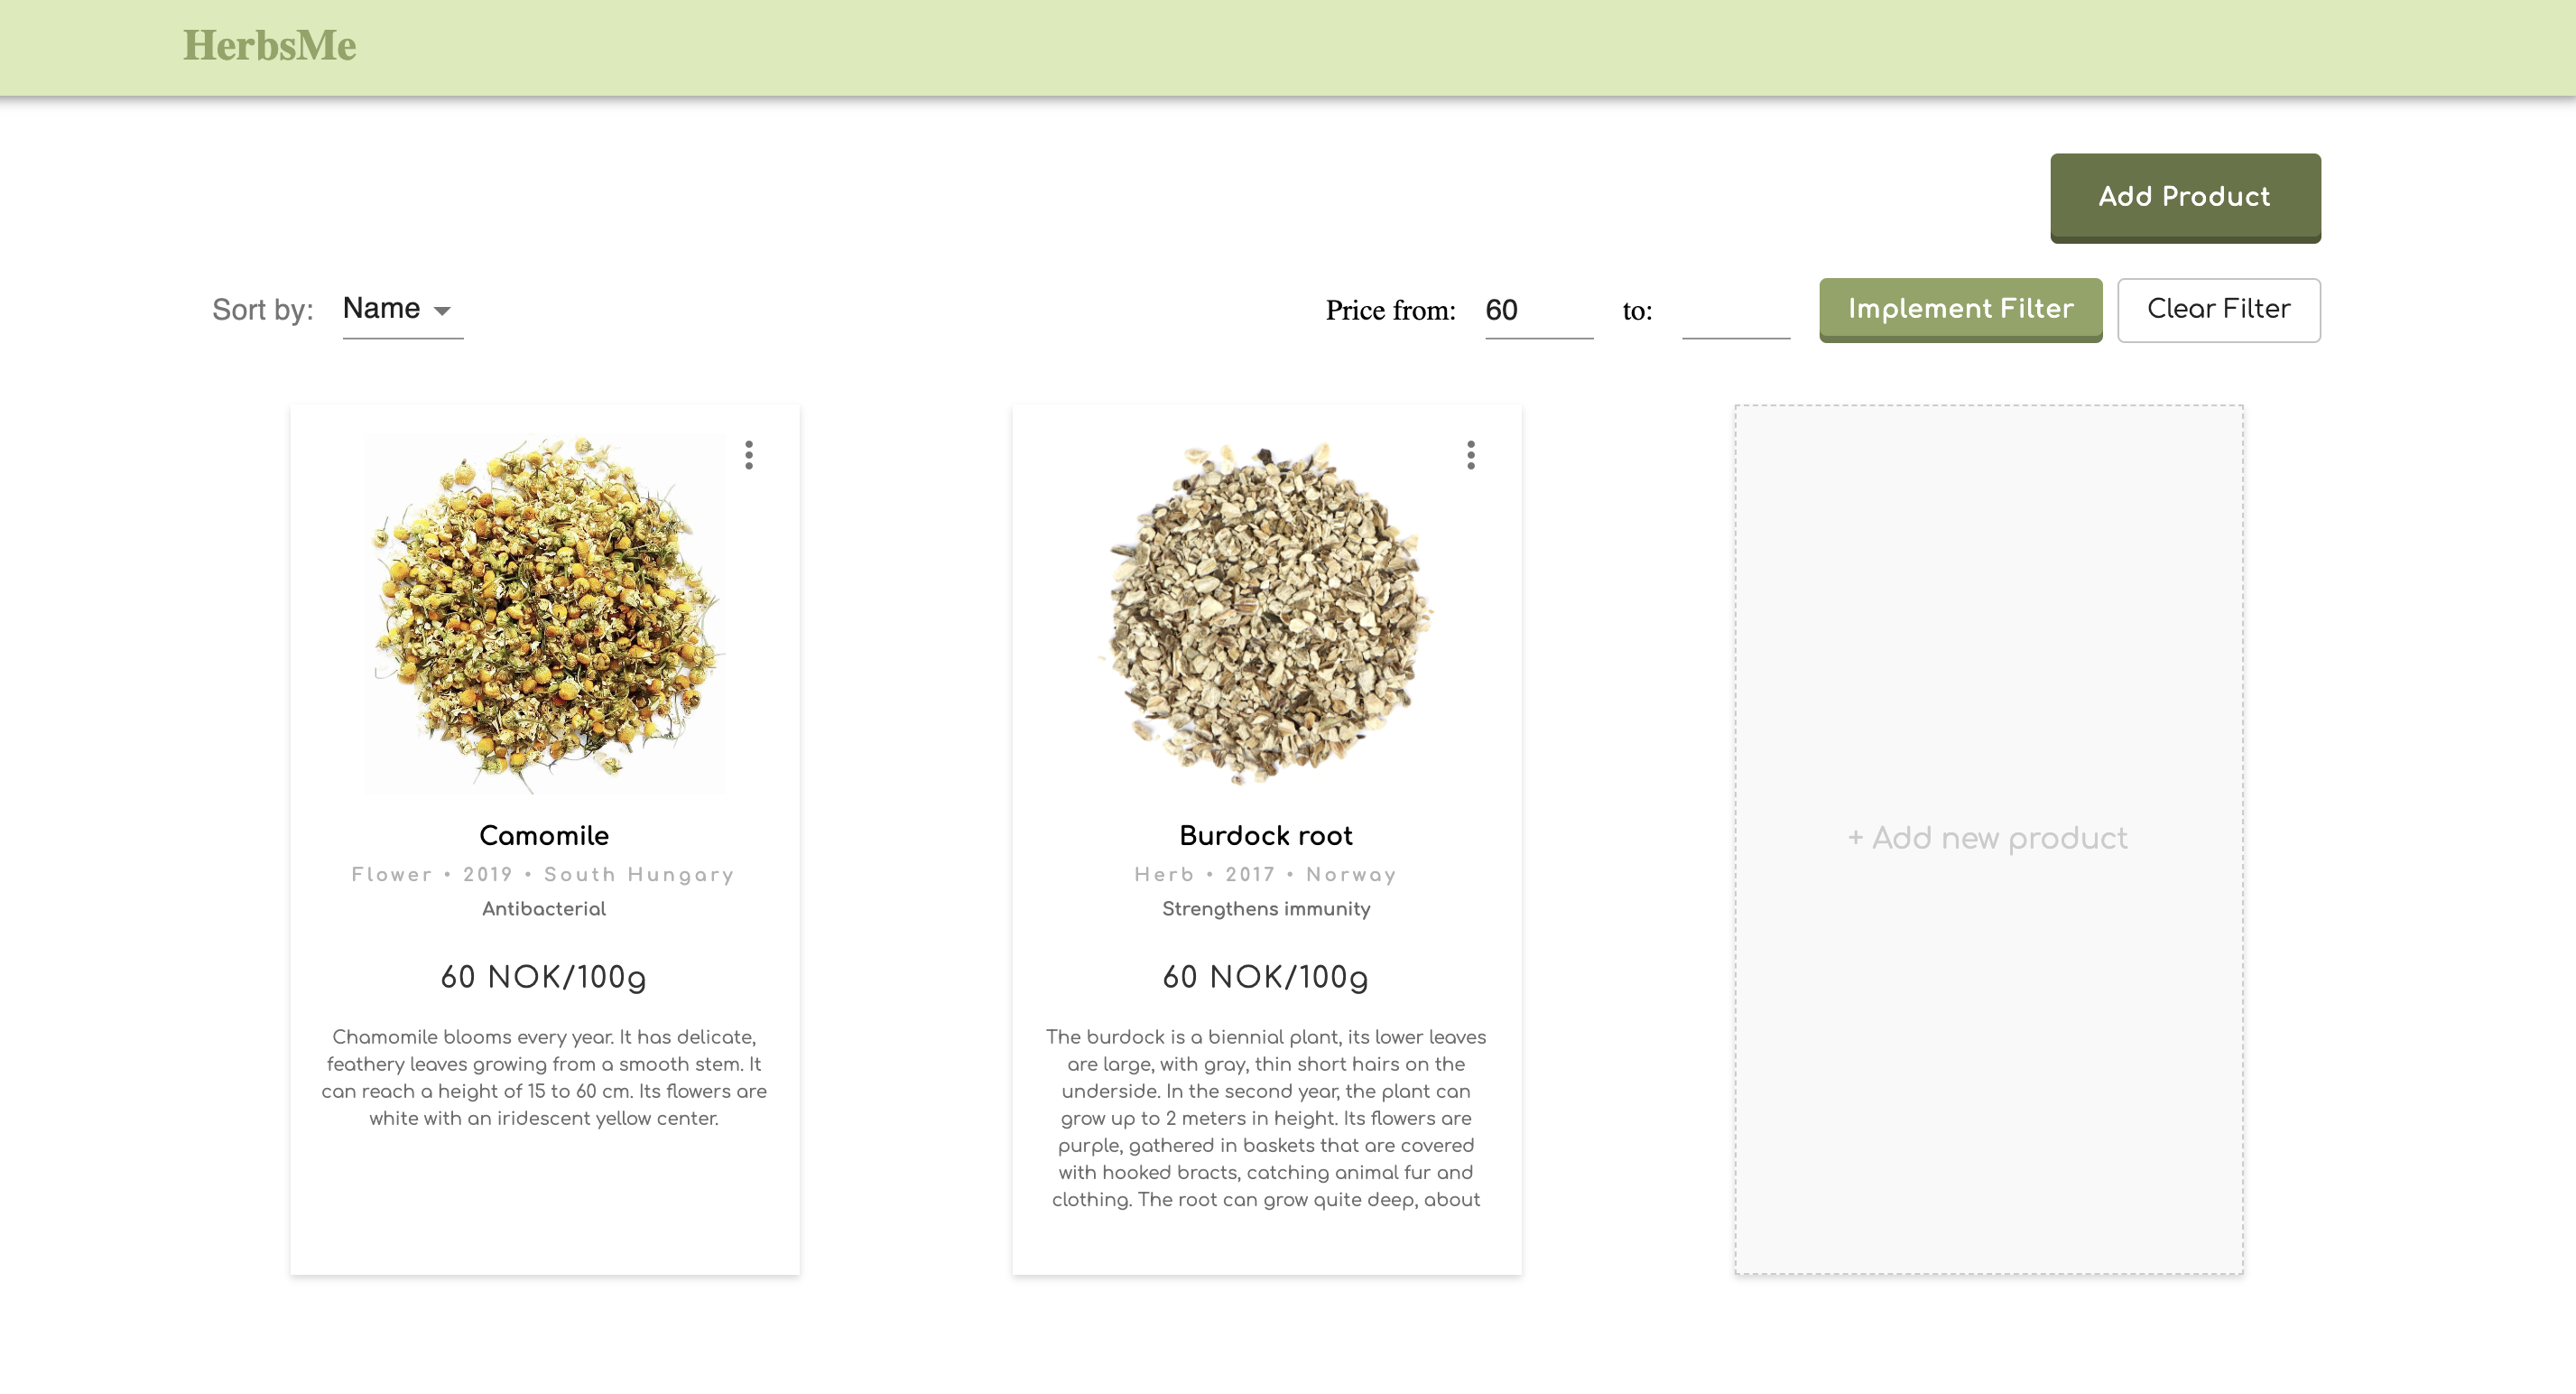 HerbsMe
Add Product
Sort by: Name
Price from: 60 to:
Implement Filter
Clear Filter
Camomile
Flower • 2019 • South Hungary
Antibacterial
60 NOK/100g
Chamomile blooms every year. It has delicate,
feathery leaves growing from a smooth stem. It
can reach a height of 15 to 60 cm. Its flowers are
white with an iridescent yellow center.
Burdock root
Herb • 2017 • Norway
Strengthens immunity
60 NOK/100g
The burdock is a biennial plant, its lower leaves
are large, with gray, thin short hairs on the
underside. In the second year, the plant can
grow up to 2 meters in height. Its flowers are
purple, gathered in baskets that are covered
with hooked bracts, catching animal fur and
clothing. The root can grow quite deep, about
+ Add new product